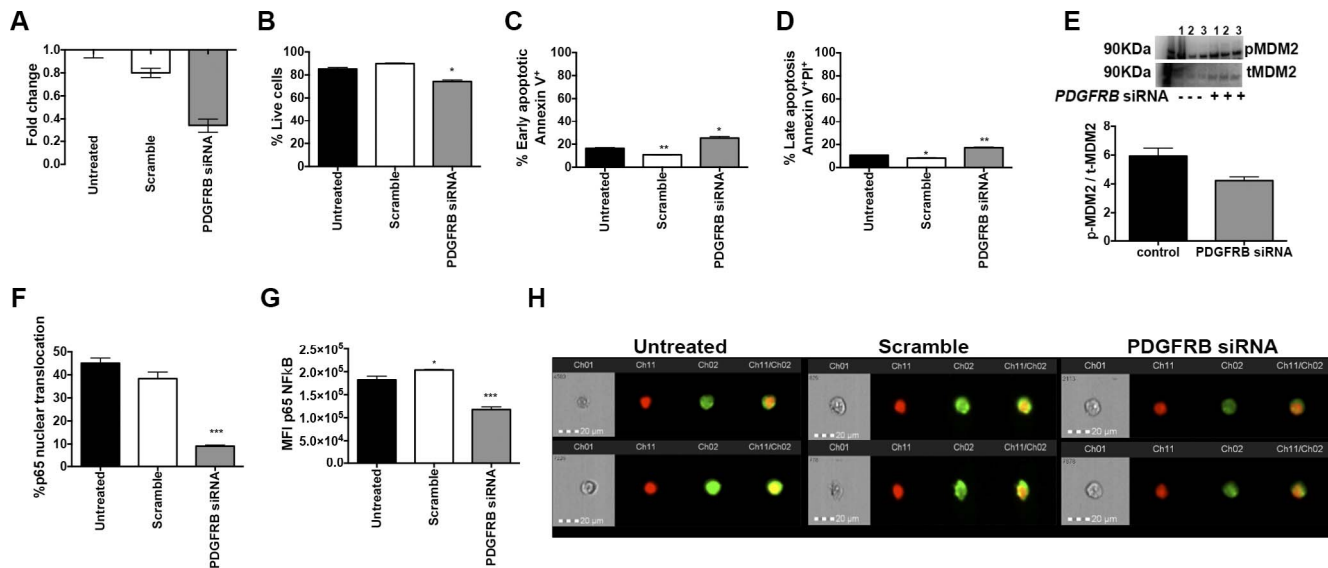 A
Fold change
1.0
0.8
0.6
0.4
0.2
0.0
Untreated
Scramble
PDGFRB siRNA
B
% Live cells
100
80
60
40
20
0
*
Untreated
Scramble
PDGFRB siRNA
C
% Early apoptotic
Annexin V+
100
80
60
40
20
0
**
*
Untreated
Scramble
PDGFRB siRNA
D
% Late apoptosis
Annexin V+PI+
100
80
60
40
20
0
*
**
Untreated
Scramble
PDGFRB siRNA
E
1 2 3 1 2 3
90KDa pMDM2
90KDa tMDM2
PDGFRB siRNA - - - + + +
p-MDM2 / t-MDM2
8
6
4
2
0
control
PDGFRB siRNA
F
%p65 nuclear translocation
50
40
30
20
10
0
***
Untreated
Scramble
PDGFRB siRNA
G
MFI p65 NFkB
2.5×10⁵
2.0×10⁵
1.5×10⁵
1.0×10⁵
5.0×10⁴
0.0
*
***
Untreated
Scramble
PDGFRB siRNA
H
Untreated Scramble PDGFRB siRNA
Ch01 Ch11 Ch02 Ch11/Ch02 Ch01 Ch11 Ch02 Ch11/Ch02 Ch01 Ch11 Ch02 Ch11/Ch02
20 µm 20 µm 20 µm
Ch01 Ch11 Ch02 Ch11/Ch02 Ch01 Ch11 Ch02 Ch11/Ch02 Ch01 Ch11 Ch02 Ch11/Ch02
20 µm 20 µm 20 µm